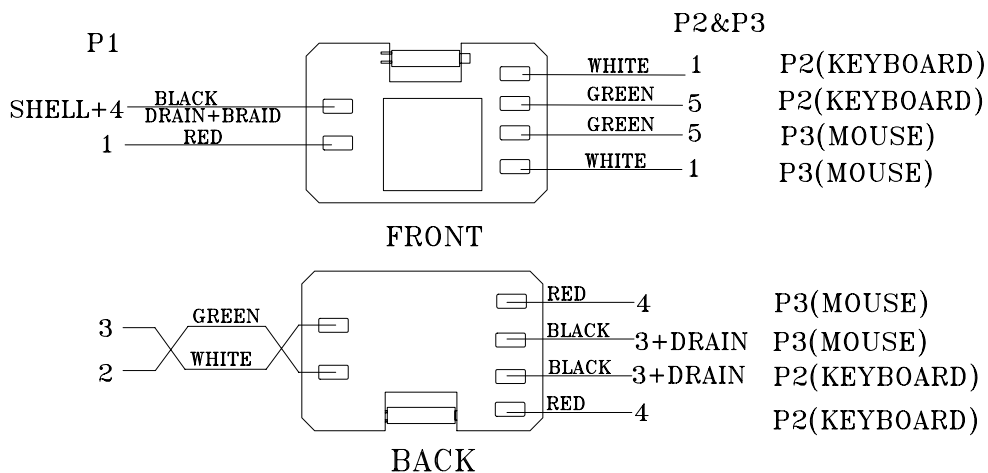 P1
P2&P3
WHITE 1 P2(KEYBOARD)
SHELL+4 BLACK GREEN 5 P2(KEYBOARD)
DRAIN+BRAID
1 RED GREEN 5 P3(MOUSE)
WHITE 1 P3(MOUSE)
FRONT
RED 4 P3(MOUSE)
3 GREEN BLACK 3+DRAIN P3(MOUSE)
2 WHITE BLACK 3+DRAIN P2(KEYBOARD)
RED 4 P2(KEYBOARD)
BACK